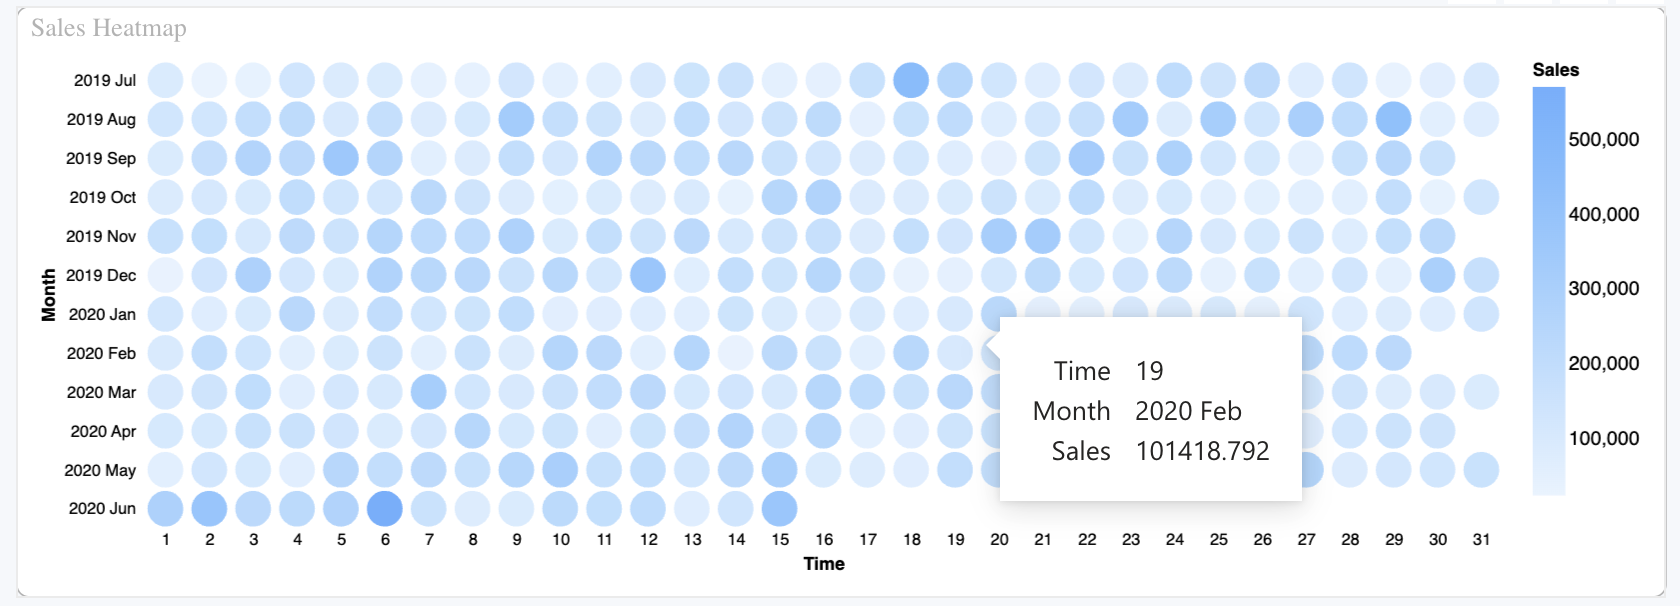 Sales Heatmap
Sales
2019 Jul
2019 Aug
500,000
2019 Sep
2019 Oct
400,000
2019 Nov
2019 Dec
300,000
Month
2020 Jan
2020 Feb
Time 19
200,000
2020 Mar
Month 2020 Feb
2020 Apr
100,000
Sales 101418.792
2020 May
2020 Jun
1 2 3 4 5 6 7 8 9 10 11 12 13 14 15 16 17 18 19 20 21 22 23 24 25 26 27 28 29 30 31
Time